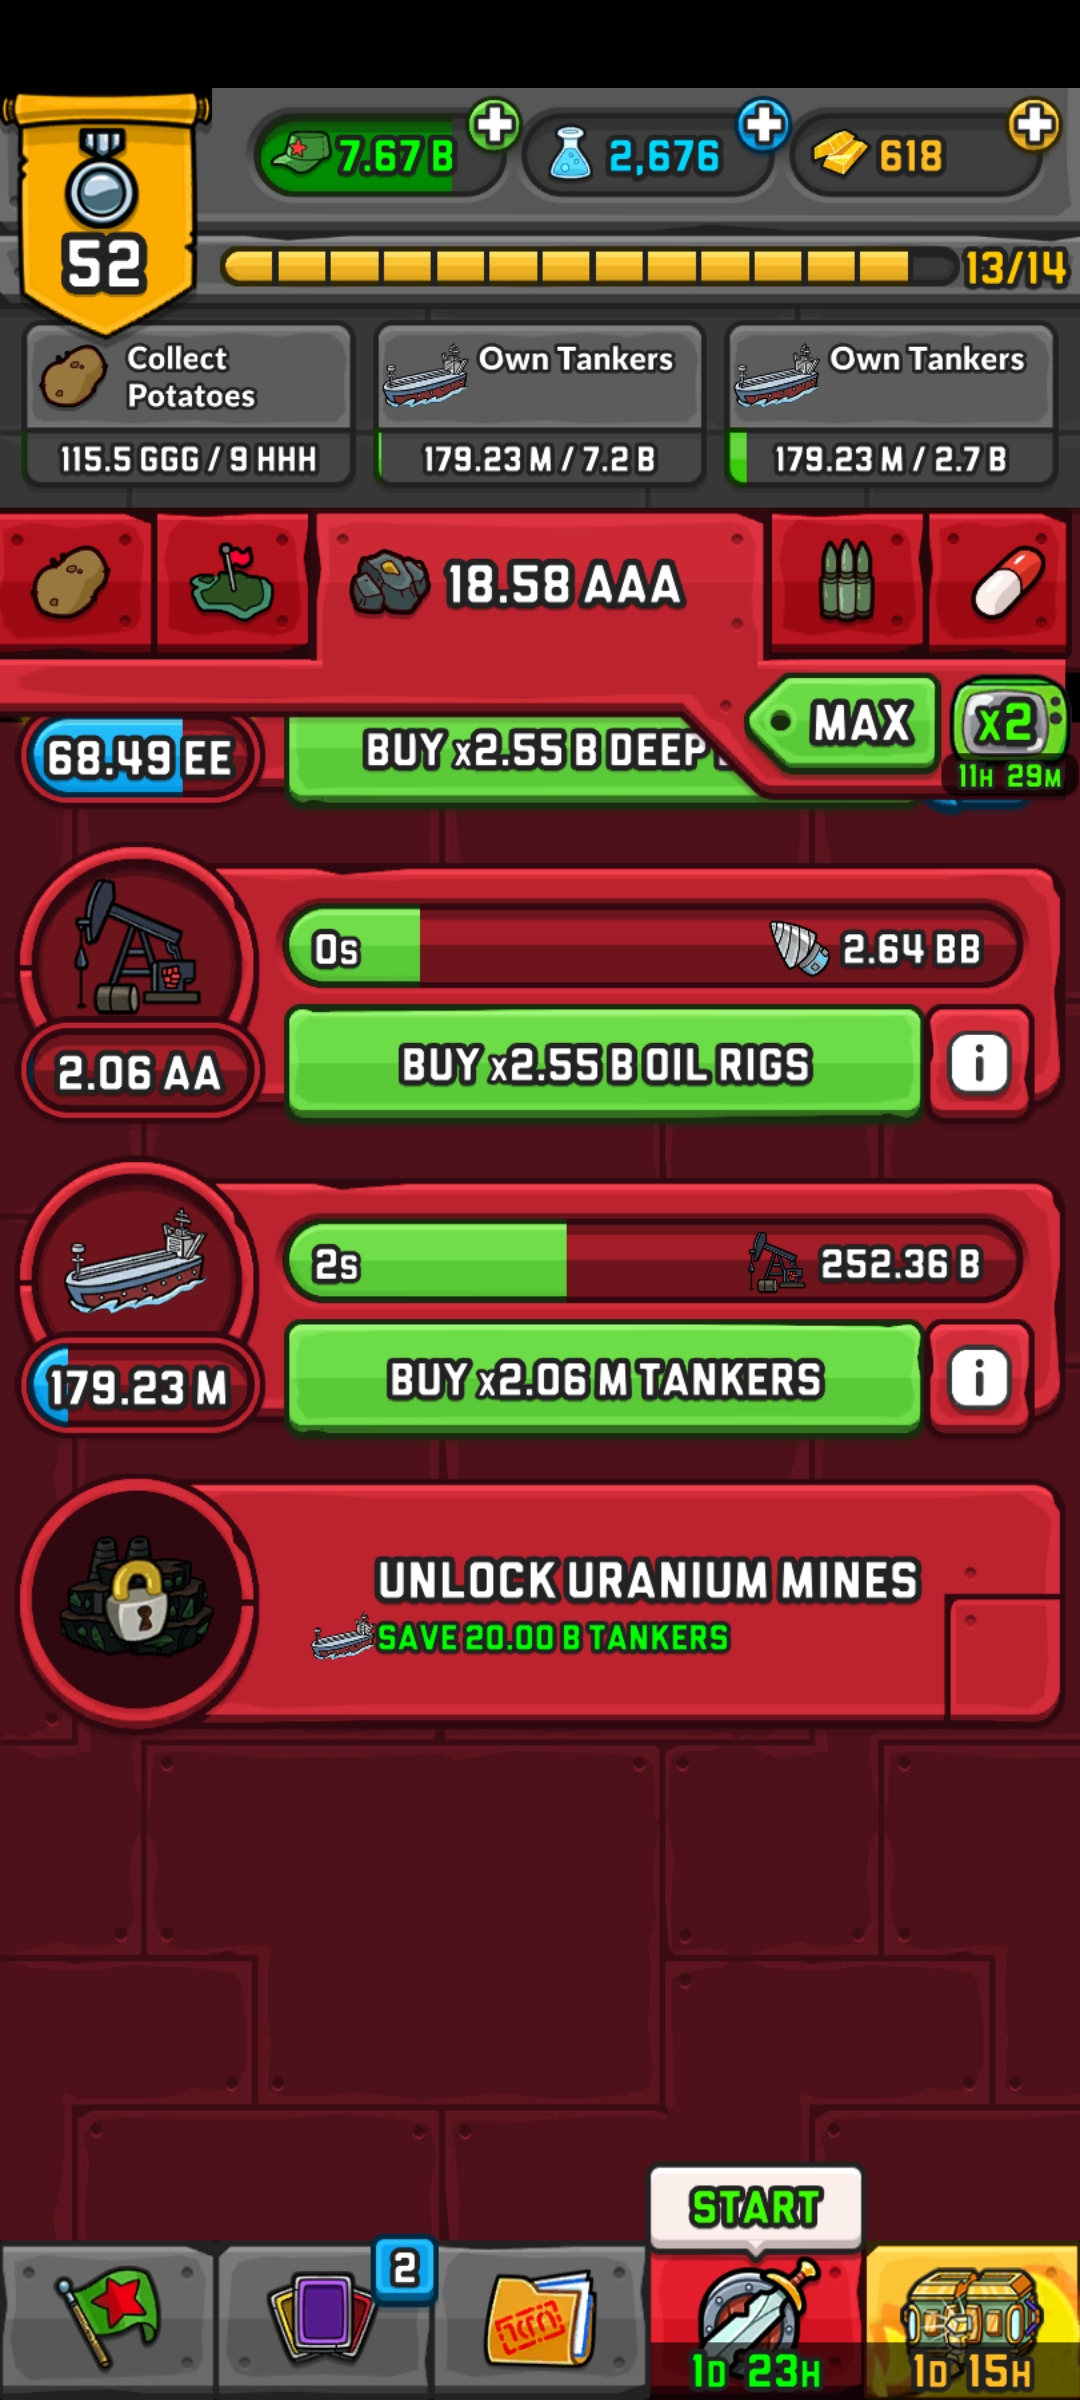 7.67 B
2,676
618
52
13/14
Collect
Potatoes
115.5 GGG / 9 HHH
Own Tankers
179.23 M / 7.2 B
Own Tankers
179.23 M / 2.7 B
18.58 AAA
MAX
x2
11H 29M
68.49 EE
BUY x2.55 B DEEP
0s
2.64 BB
2.06 AA
BUY x2.55 B OIL RIGS
i
2s
252.36 B
179.23 M
BUY x2.06 M TANKERS
i
UNLOCK URANIUM MINES
SAVE 20.00 B TANKERS
START
2
1D 23H
1D 15H